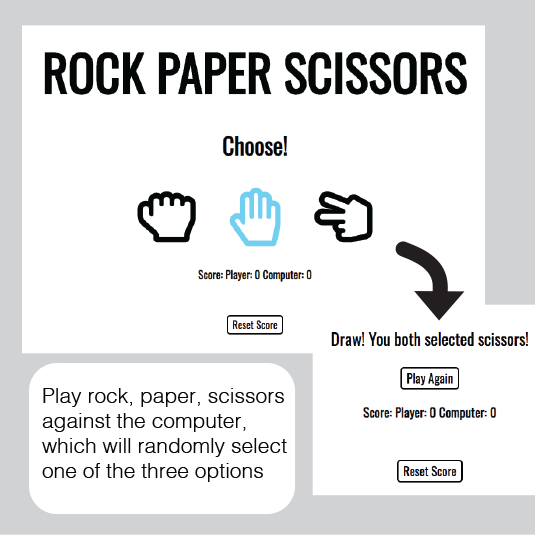 ROCK PAPER SCISSORS
Choose!
Score: Player: 0 Computer: 0
Reset Score
Draw! You both selected scissors!
Play Again
Score: Player: 0 Computer: 0
Reset Score
Play rock, paper, scissors
against the computer,
which will randomly select
one of the three options